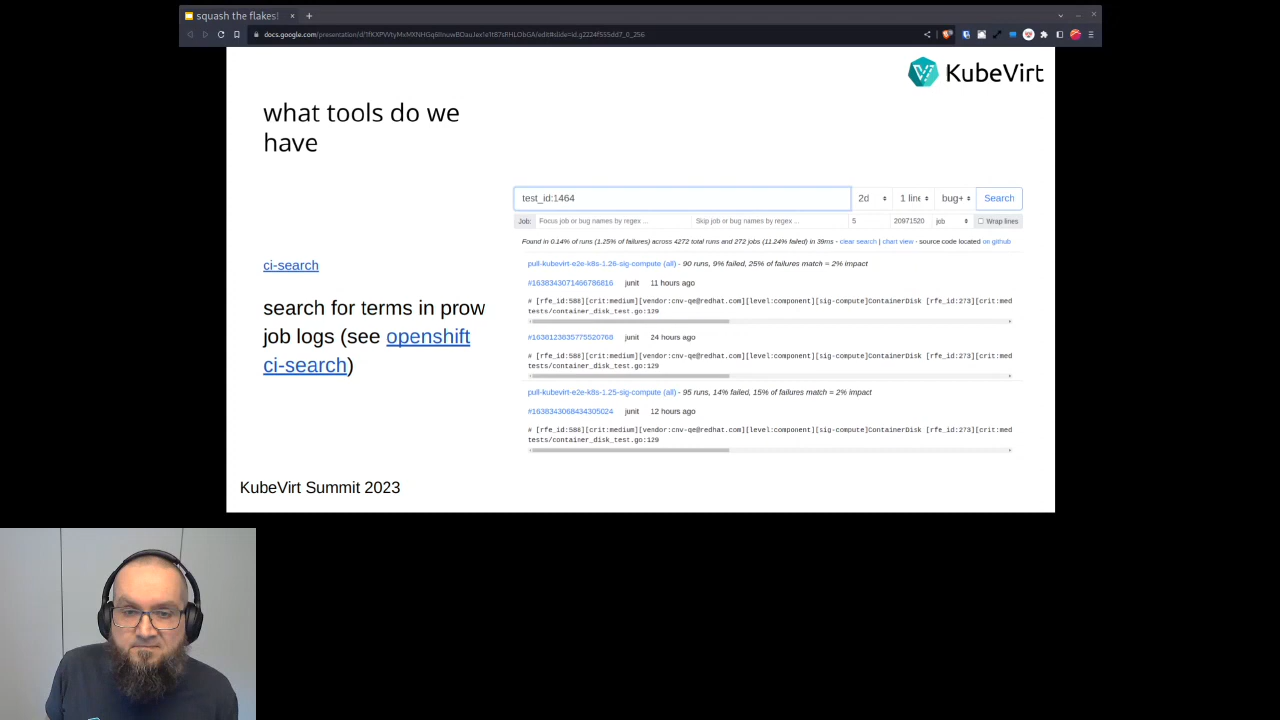 squash the flakes!
KubeVirt
what tools do we
have
test_id:1464
2d
1 line
bug+
Search
Job:
Focus job or bug names by regex ...
Skip job or bug names by regex ...
5
20971520
job
Wrap lines
Found in 0.14% of runs (1.25% of failures) across 4272 total runs and 272 jobs (11.24% failed) in 39ms - clear search | chart view - source code located on github
ci-search
search for terms in prow
job logs (see openshift
ci-search)
pull-kubevirt-e2e-k8s-1.26-sig-compute (all) - 90 runs, 9% failed, 25% of failures match = 2% impact
#1638343071466786816 junit 11 hours ago
# [rfe_id:588][crit:medium][vendor:cnv-qe@redhat.com][level:component][sig-compute]ContainerDisk [rfe_id:273][crit:med
tests/container_disk_test.go:129
#1638123835775520768 junit 24 hours ago
# [rfe_id:588][crit:medium][vendor:cnv-qe@redhat.com][level:component][sig-compute]ContainerDisk [rfe_id:273][crit:med
tests/container_disk_test.go:129
pull-kubevirt-e2e-k8s-1.25-sig-compute (all) - 95 runs, 14% failed, 15% of failures match = 2% impact
#1638343068434305024 junit 12 hours ago
# [rfe_id:588][crit:medium][vendor:cnv-qe@redhat.com][level:component][sig-compute]ContainerDisk [rfe_id:273][crit:med
tests/container_disk_test.go:129
KubeVirt Summit 2023